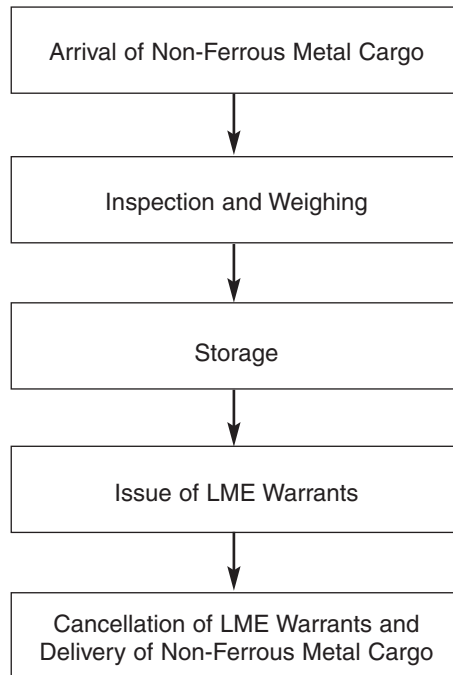 Arrival of Non-Ferrous Metal Cargo
Inspection and Weighing
Storage
Issue of LME Warrants
Cancellation of LME Warrants and
Delivery of Non-Ferrous Metal Cargo